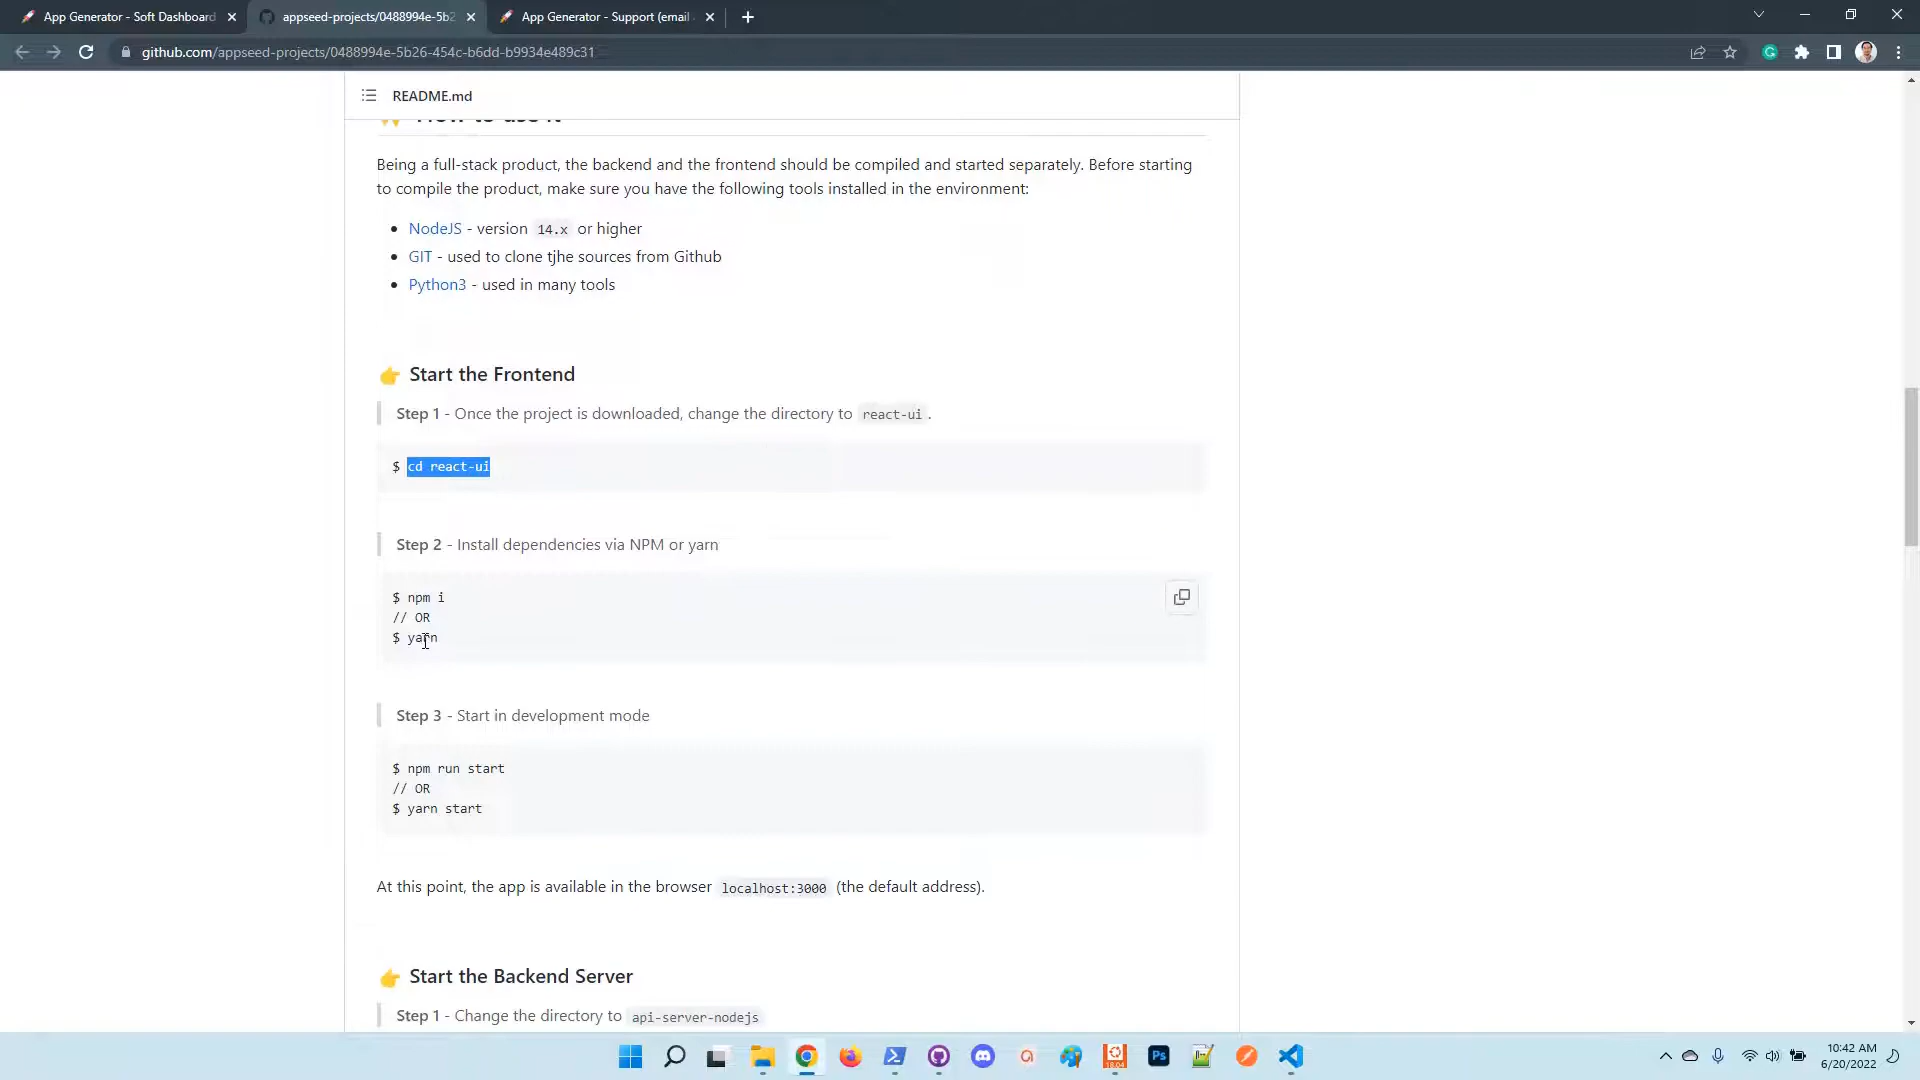 App Generator - Soft Dashboard
appseed-projects/0488994e-5b2
App Generator - Support (email
github.com/appseed-projects/0488994e-5b26-454c-b6dd-b9934e489c31
README.md
How to use it
Being a full-stack product, the backend and the frontend should be compiled and started separately. Before starting
to compile the product, make sure you have the following tools installed in the environment:
NodeJS - version 14.x or higher
GIT - used to clone tjhe sources from Github
Python3 - used in many tools
👉 Start the Frontend
Step 1 - Once the project is downloaded, change the directory to react-ui .
$ cd react-ui
Step 2 - Install dependencies via NPM or yarn
$ npm i
// OR
$ yarn
Step 3 - Start in development mode
$ npm run start
// OR
$ yarn start
At this point, the app is available in the browser localhost:3000 (the default address).
👉 Start the Backend Server
Step 1 - Change the directory to api-server-nodejs
Ps
18.04
10:42 AM
6/20/2022